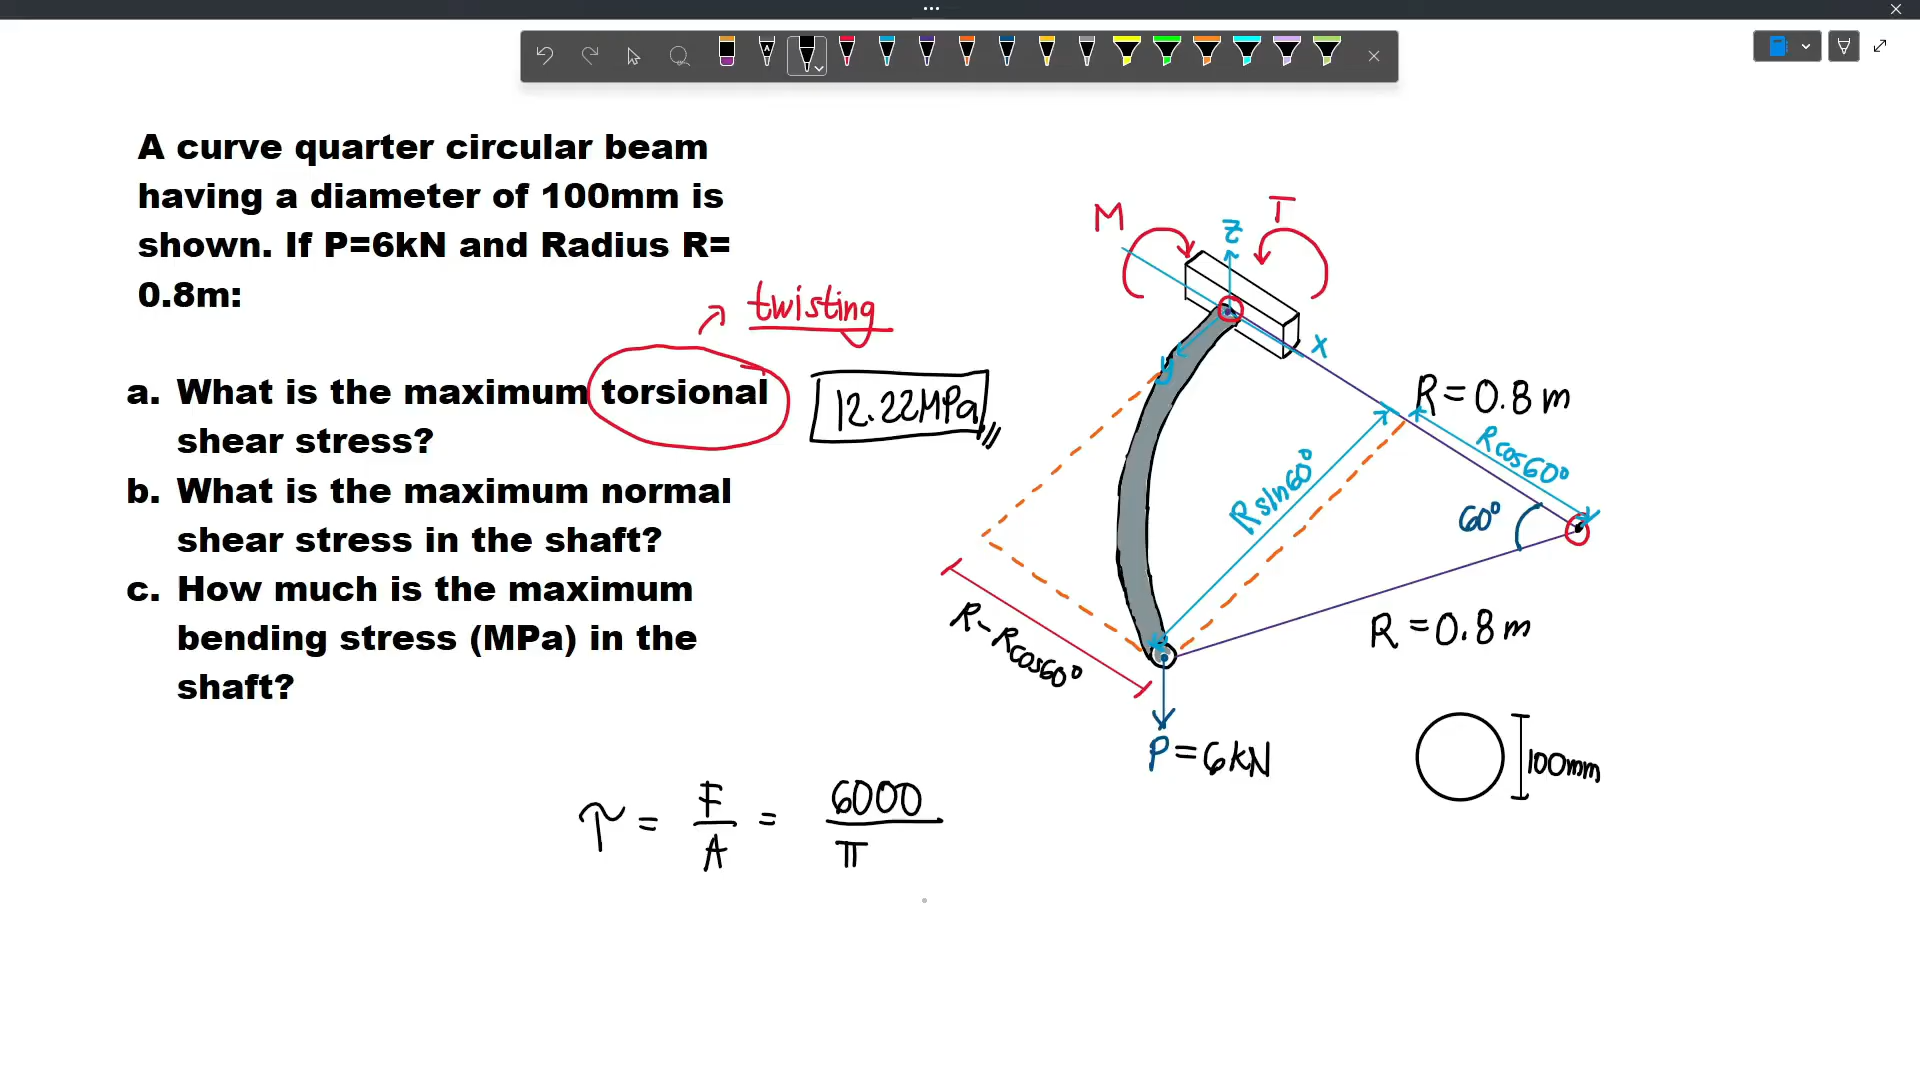 A curve quarter circular beam
having a diameter of 100mm is
shown. If P=6kN and Radius R=
0.8m:
twisting
a. What is the maximum torsional
shear stress?
12.22MPa
b. What is the maximum normal
shear stress in the shaft?
c. How much is the maximum
bending stress (MPa) in the
shaft?
τ = F/A = 6000/π
M
T
z
x
y
R = 0.8 m
Rcos60°
Rsin60°
60°
R - Rcos60°
R = 0.8 m
P = 6kN
100mm